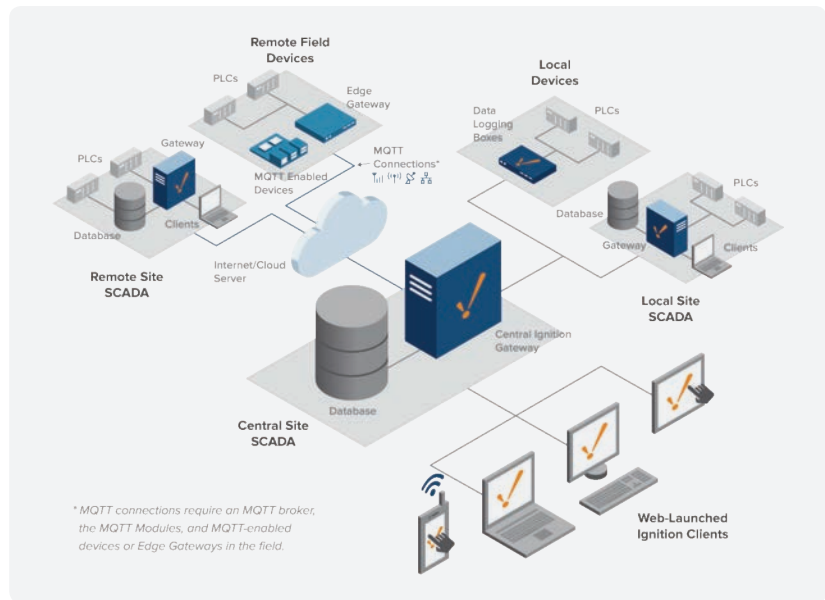 Remote Field
Devices
PLCs
Edge
Gateway
MQTT Enabled
Devices
MQTT
Connections*
Local
Devices
Data
Logging
Boxes
PLCs
Gateway
PLCs
Database
Clients
Remote Site
SCADA
Internet/Cloud
Server
PLCs
Database
Gateway
Clients
Local Site
SCADA
Central Ignition
Gateway
Database
Central Site
SCADA
* MQTT connections require an MQTT broker,
the MQTT Modules, and MQTT-enabled
devices or Edge Gateways in the field.
Web-Launched
Ignition Clients